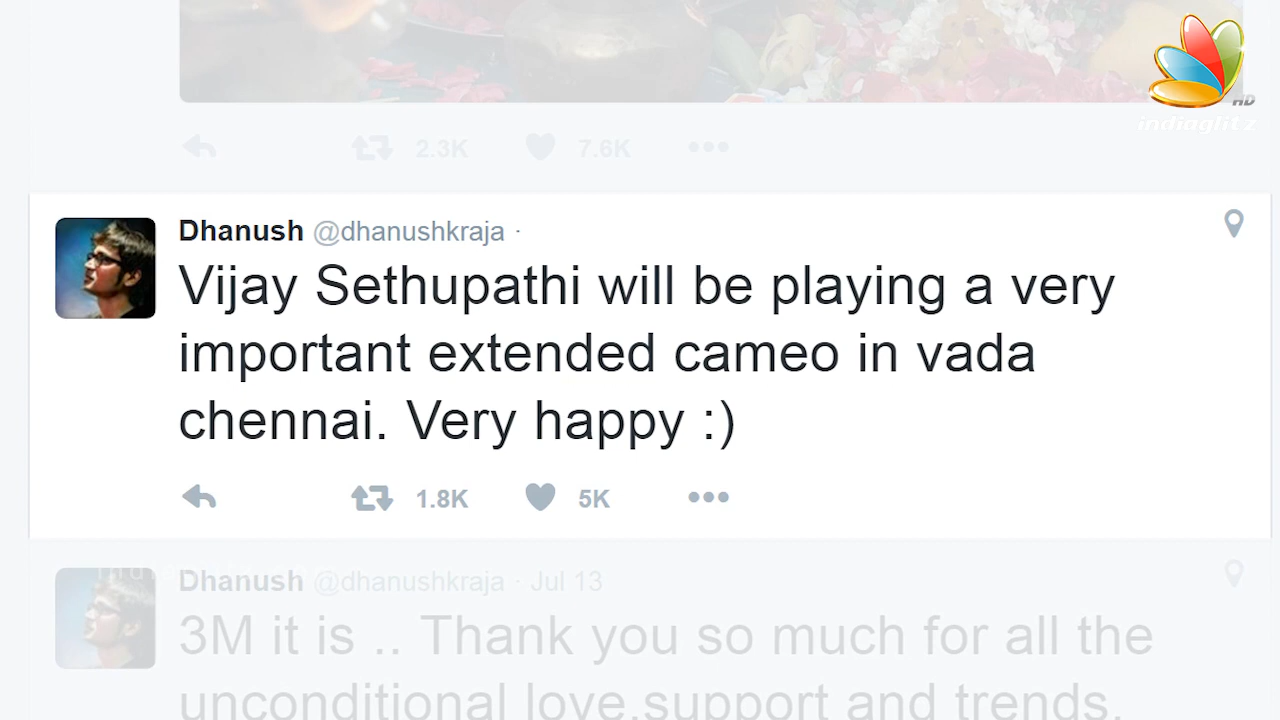 HD
indiaglitz
2.3K 7.6K
Dhanush @dhanushkraja ·
Vijay Sethupathi will be playing a very
important extended cameo in vada
chennai. Very happy :)
1.8K 5K
Dhanush @dhanushkraja · Jul 13
3M it is .. Thank you so much for all the
unconditional love,support and trends.